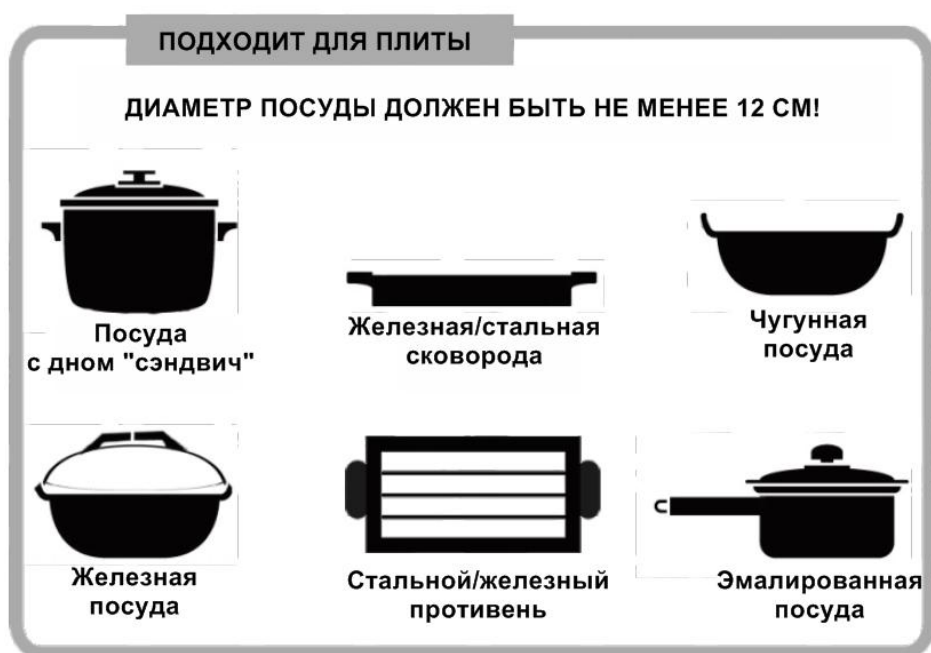 ПОДХОДИТ ДЛЯ ПЛИТЫ
ДИАМЕТР ПОСУДЫ ДОЛЖЕН БЫТЬ НЕ МЕНЕЕ 12 СМ!
Посуда
с дном "сэндвич"
Железная/стальная
сковорода
Чугунная
посуда
Железная
посуда
Стальной/железный
противень
Эмалированная
посуда